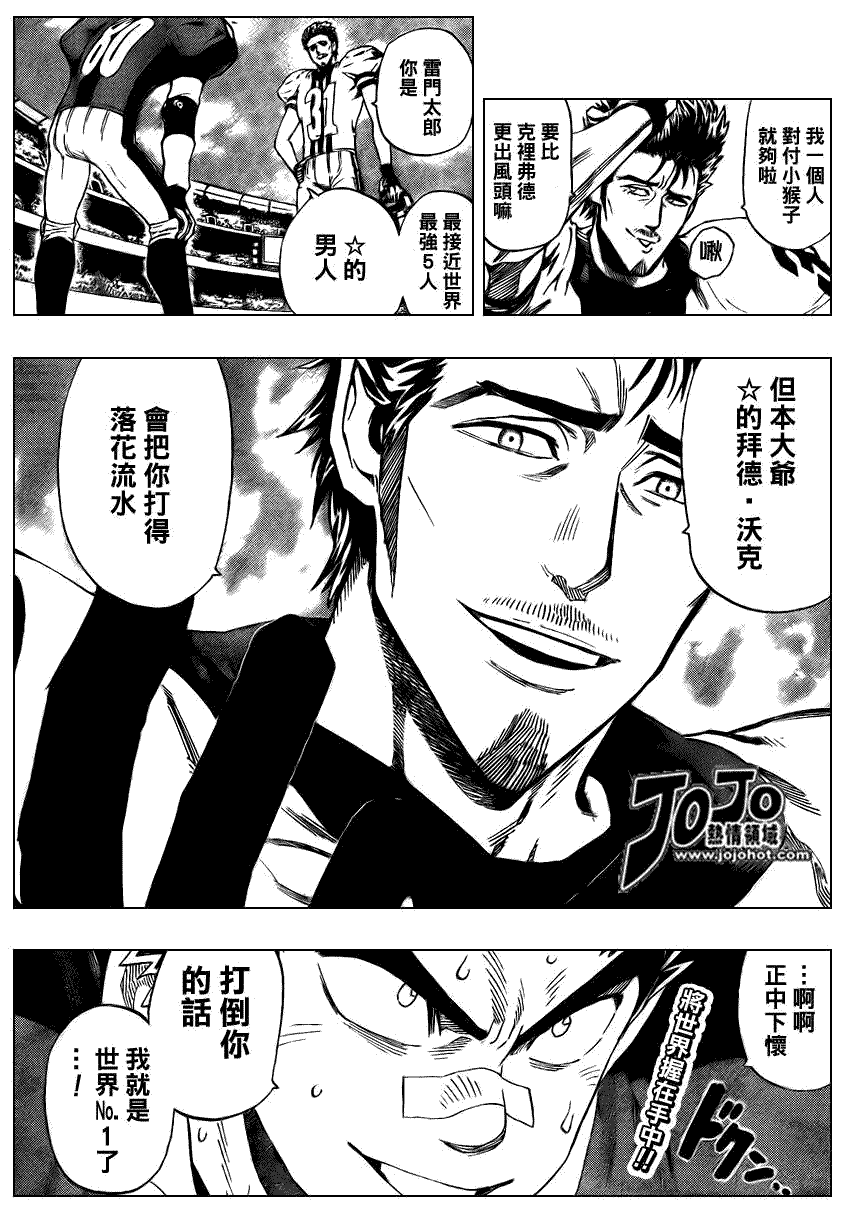 我一個人
對付小猴子
就夠啦
啾
要比
克裡弗德
更出風頭嘛
雷門太郎
你是
最接近世界
最強5人
☆的
男人
…
但本大爺
☆的拜德·沃克
會把你打得
落花流水
JOJO
熱情領域
www.jojohot.com
80
31
…啊啊
正中下懷
將世界握在手中!!
ドクン..
打倒你
的話
我就是
世界No.1了
…!